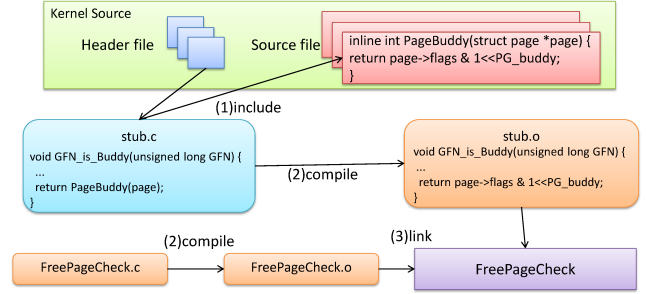 Kernel Source
Header file
Source file
inline int PageBuddy(struct page *page) {
return page->flags & 1<<PG_buddy;
}
(1)include
stub.c
void GFN_is_Buddy(unsigned long GFN) {
...
return PageBuddy(page);
}
(2)compile
stub.o
void GFN_is_Buddy(unsigned long GFN) {
...
return page->flags & 1<<PG_buddy;
}
(2)compile
(3)link
FreePageCheck.c
FreePageCheck.o
FreePageCheck